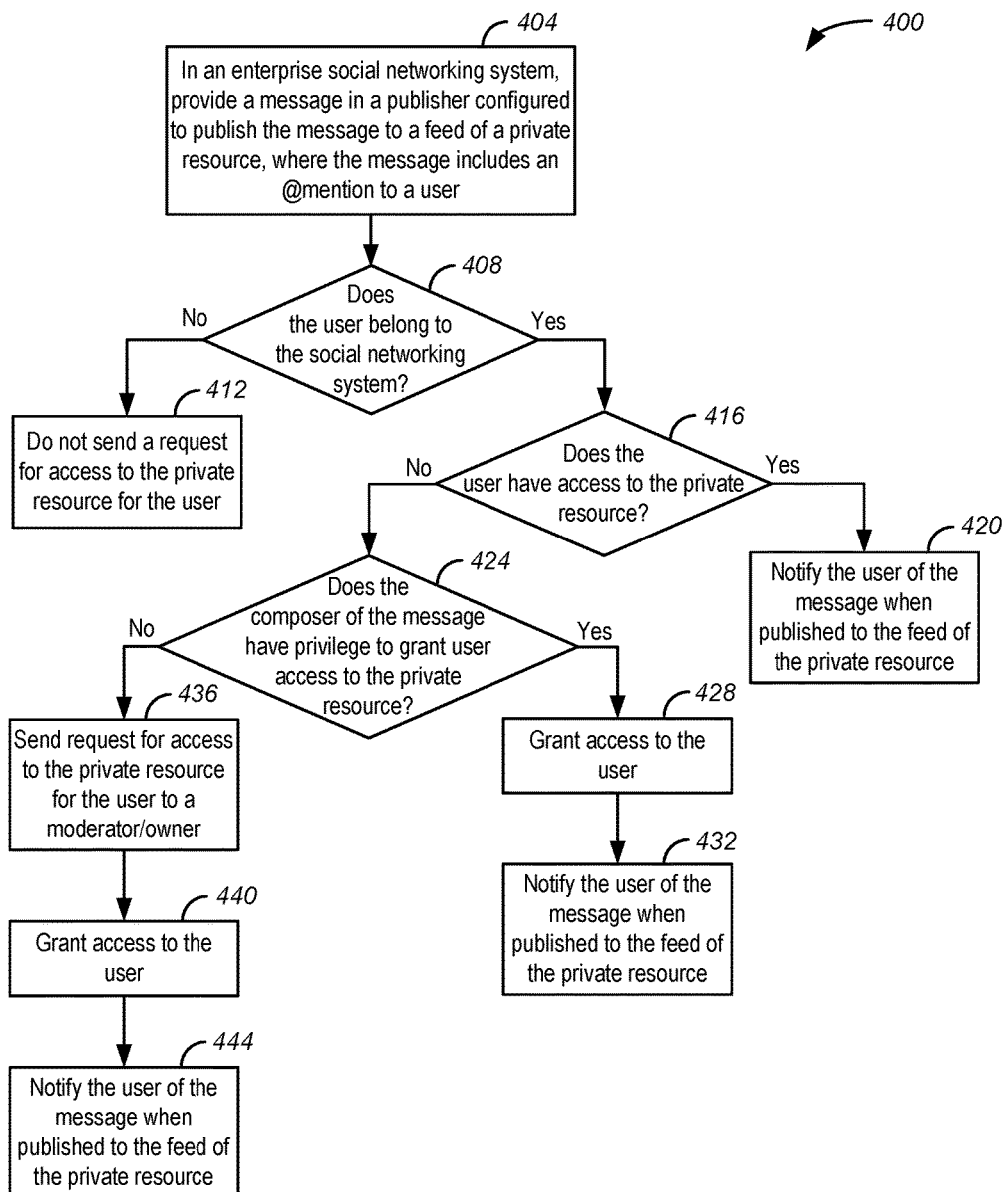 400
404
In an enterprise social networking system,
provide a message in a publisher configured
to publish the message to a feed of a private
resource, where the message includes an
@mention to a user
408
Does
the user belong to
the social networking
system?
No
Yes
412
Do not send a request
for access to the private
resource for the user
416
Does the
user have access to the private
resource?
No
Yes
420
Notify the user of the
message when
published to the feed of
the private resource
424
Does the
composer of the message
have privilege to grant user
access to the private
resource?
No
Yes
428
Grant access to the
user
432
Notify the user of the
message when
published to the feed of
the private resource
436
Send request for access
to the private resource
for the user to a
moderator/owner
440
Grant access to the
user
444
Notify the user of the
message when
published to the feed of
the private resource